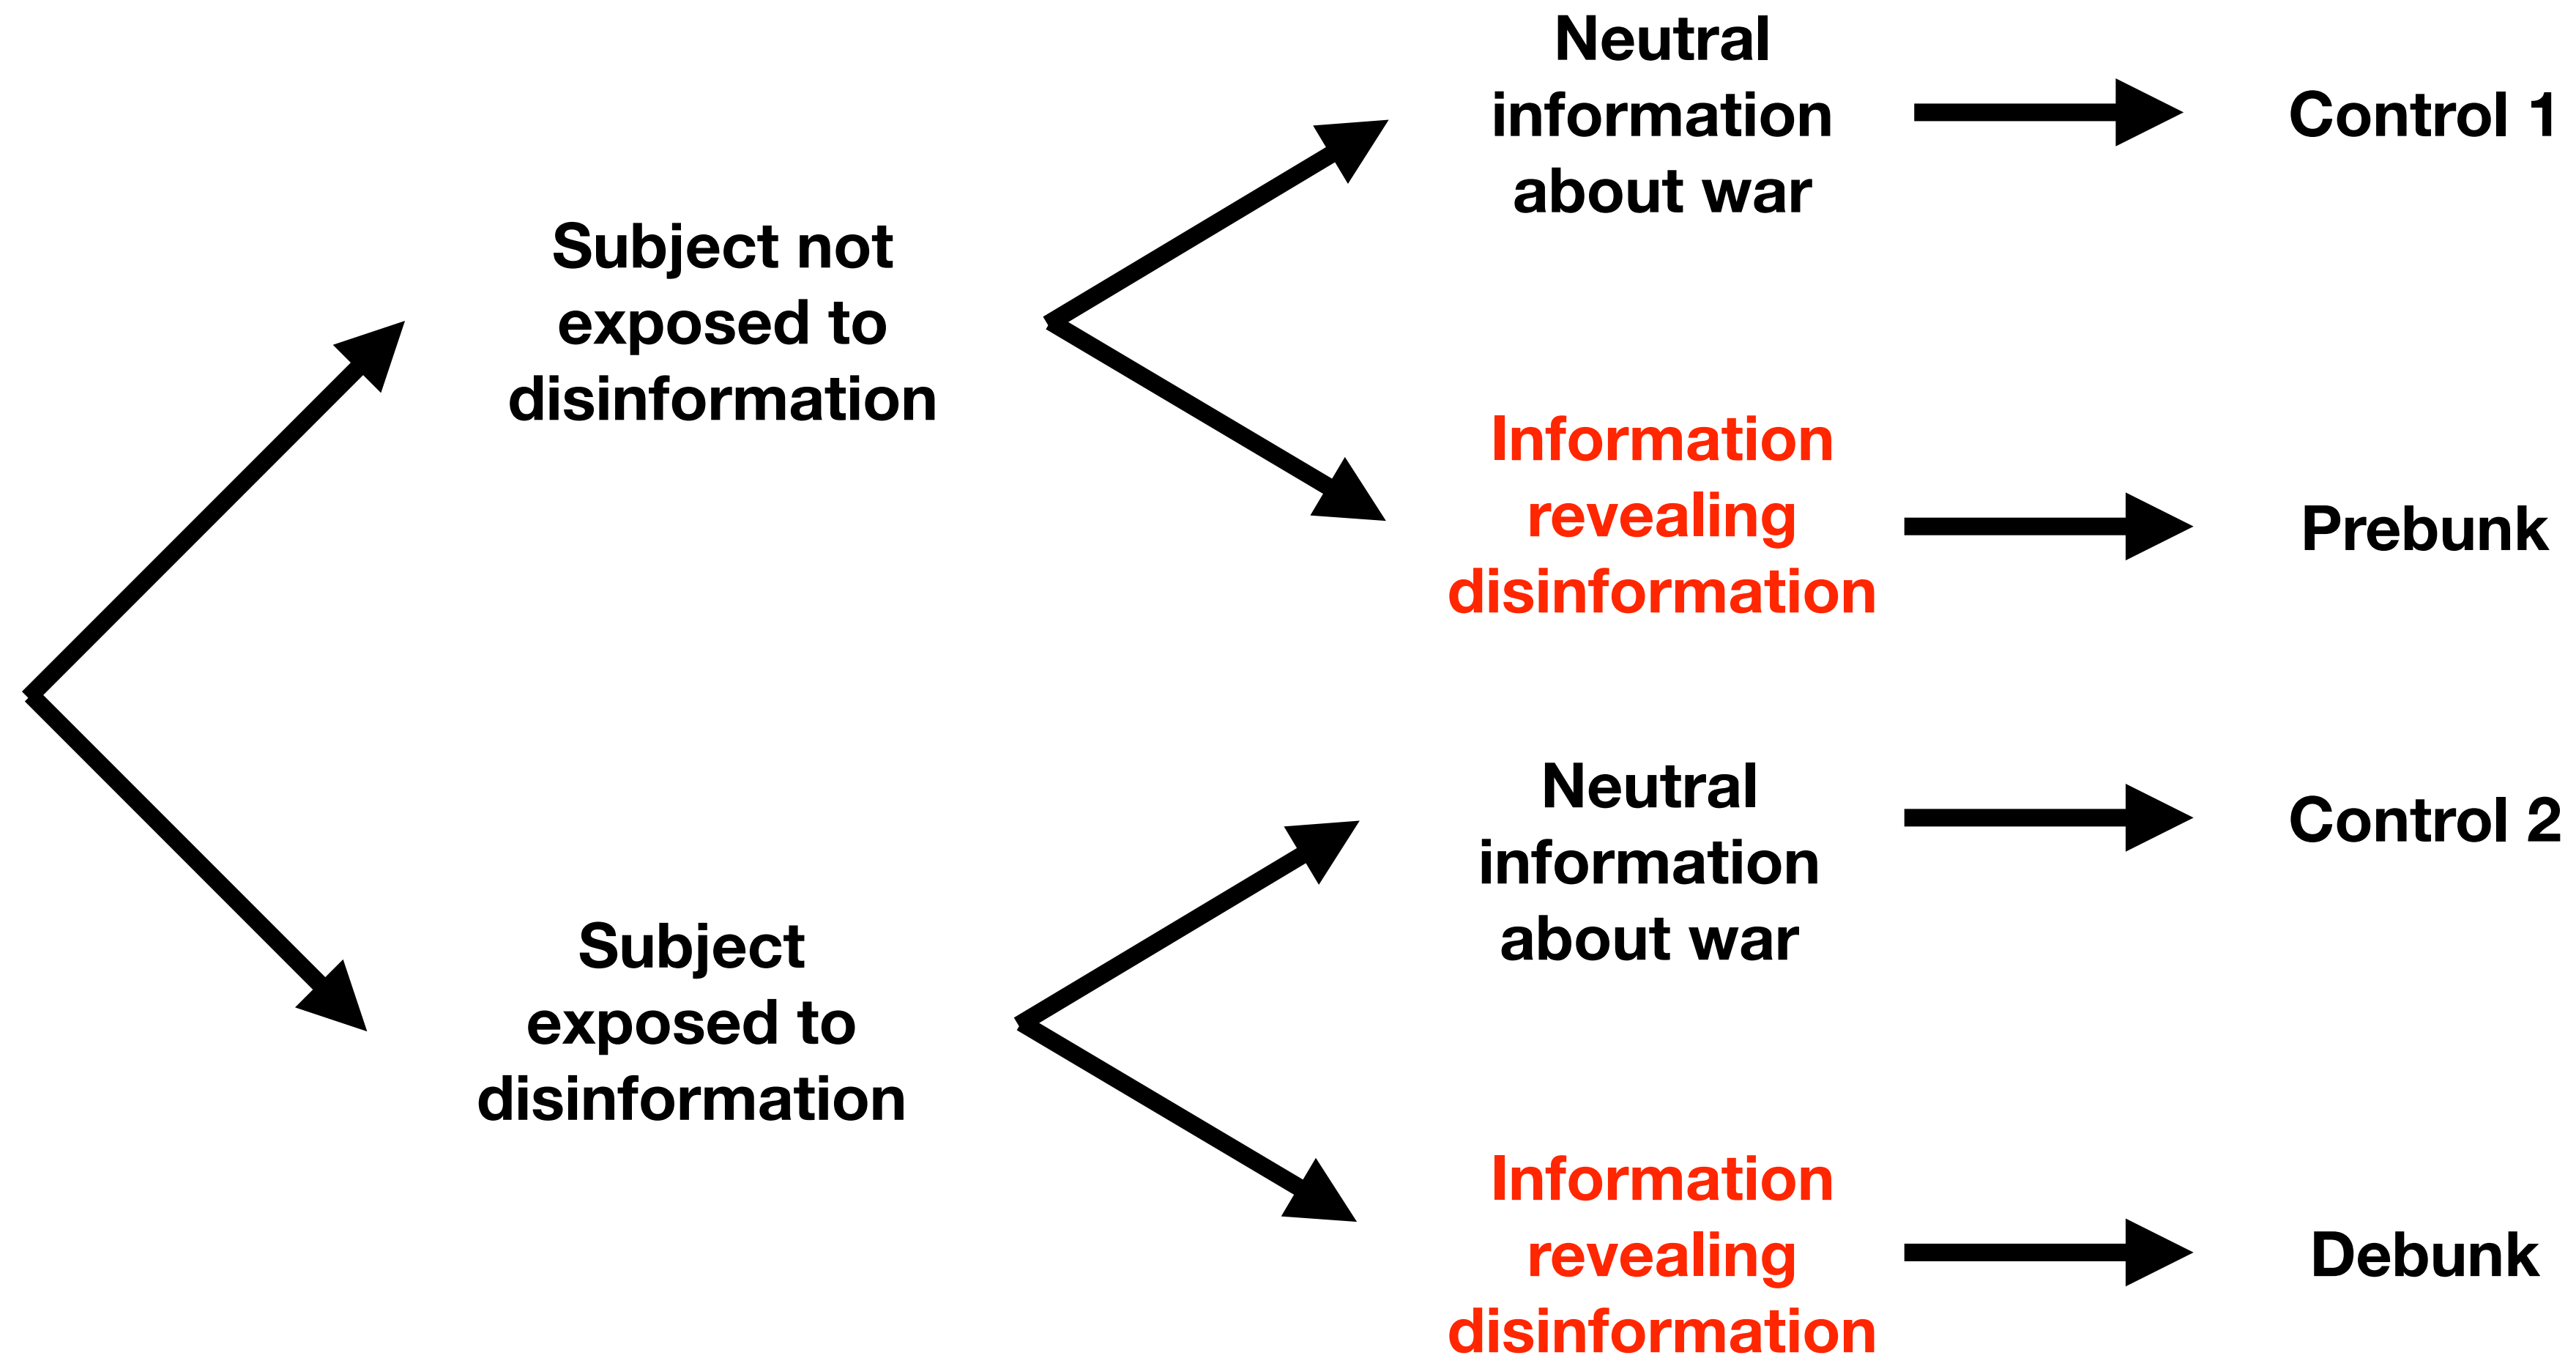 Subject not
exposed to
disinformation
Neutral
information
about war
Control 1
Information
revealing
disinformation
Prebunk
Subject
exposed to
disinformation
Neutral
information
about war
Control 2
Information
revealing
disinformation
Debunk